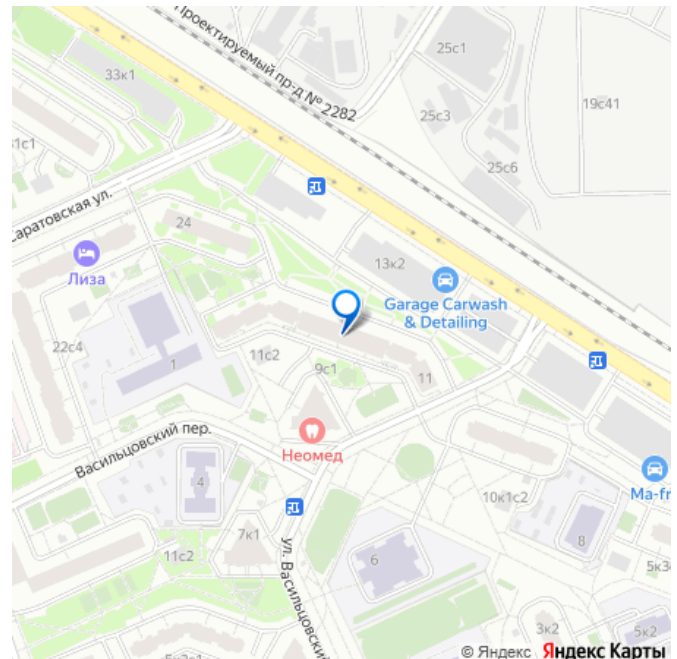 Проектируемый пр-д № 2282
25с1
33к1
19с41
25с3
25с6
31с1
Саратовская ул.
24
13к2
Лиза
Garage Carwash
& Detailing
22с4
1
11с2
9с1
11
Васильцовский пер.
Неомед
4
10к1с2
Ma-fr
7к1
ул. Васильцовский
11с2
6
8
5к3
3к2
5к2
5к2с1
© Яндекс Яндекс Карты